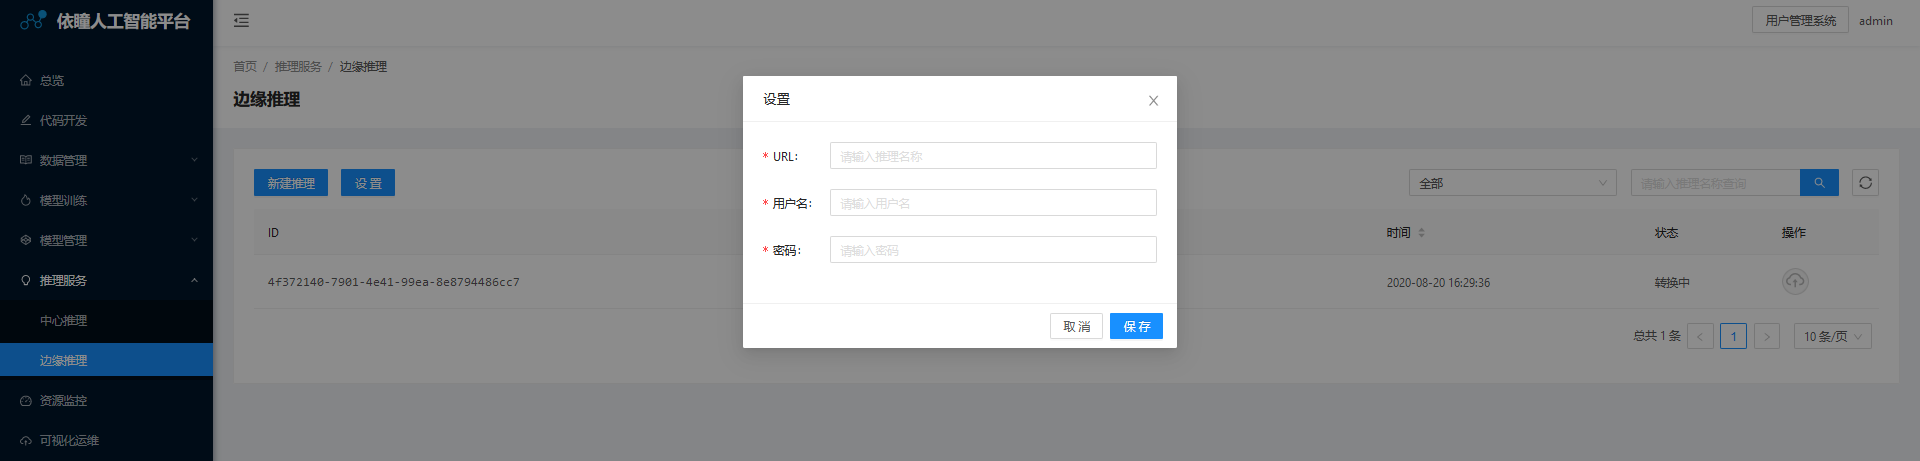 依瞳人工智能平台
用户管理系统 admin
总览
代码开发
数据管理
模型训练
模型管理
推理服务
中心推理
边缘推理
资源监控
可视化运维
首页 / 推理服务 / 边缘推理
边缘推理
新建推理 设 置
全部 请输入推理名称查询
ID 时间 状态 操作
4f372140-7901-4e41-99ea-8e8794486cc7 2020-08-20 16:29:36 转换中
总共 1 条 < 1 > 10 条/页
设置
* URL: 请输入推理名称
* 用户名: 请输入用户名
* 密码: 请输入密码
取 消 保 存